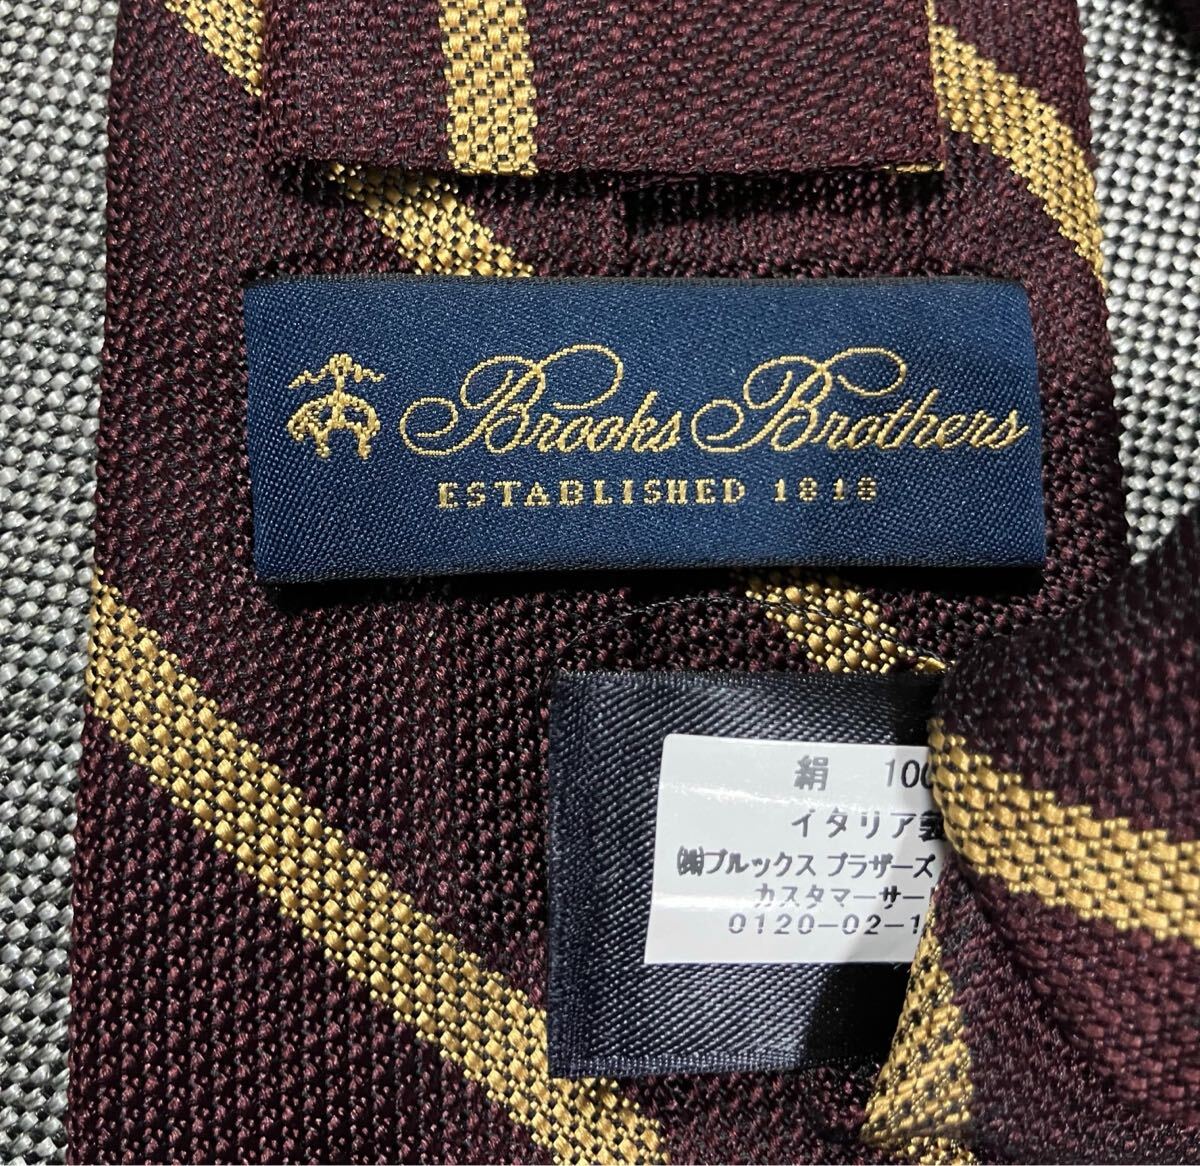 Brooks Brothers
ESTABLISHED 1818
絹 100
イタリア製
㈱ブルックス ブラザーズ
カスタマーサー
0120-02-1